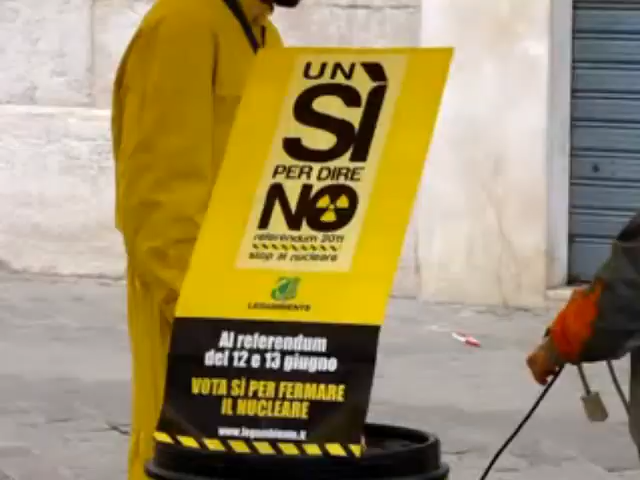 UN
SÌ
PER DIRE
NO
referendum 2011
stop al nucleare
LEGAMBIENTE
Al referendum
del 12 e 13 giugno
VOTA SÌ PER FERMARE
IL NUCLEARE
www.legambiente.it